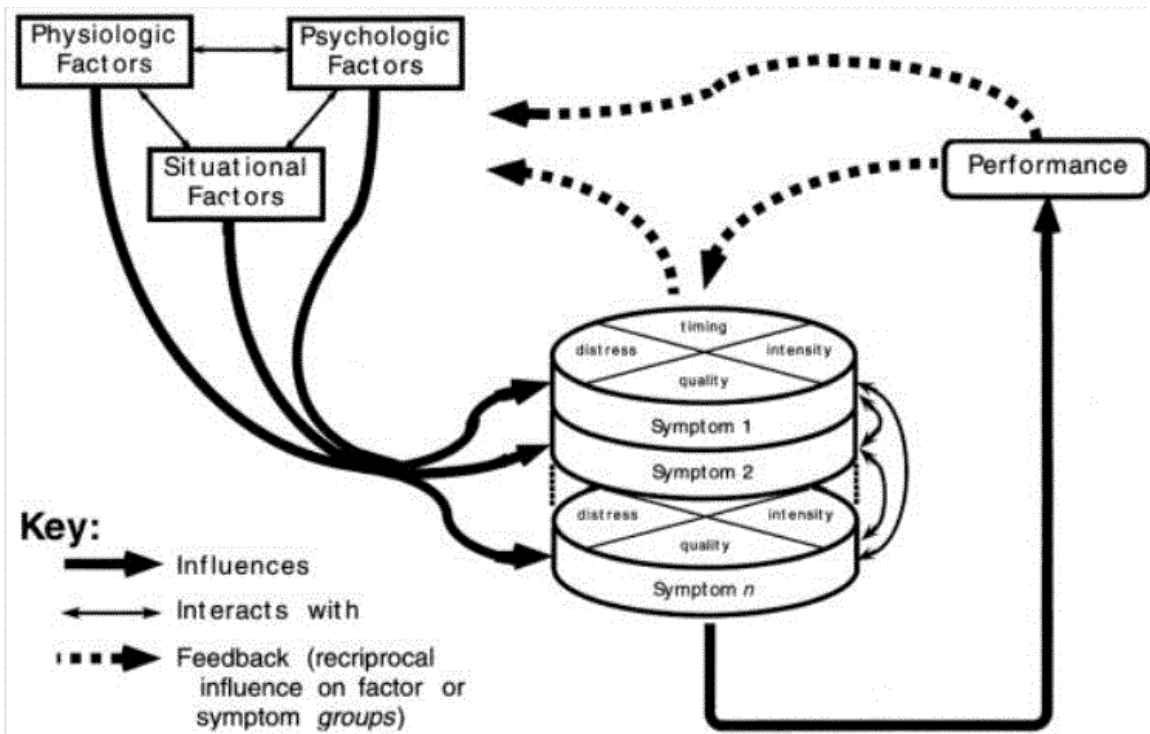 Physiologic
Factors
Psychologic
Factors
Situational
Factors
Performance
timing
distress
intensity
quality
Symptom 1
Symptom 2
distress
intensity
quality
Symptom n
Key:
Influences
Interacts with
Feedback (recriprocal
influence on factor or
symptom groups)